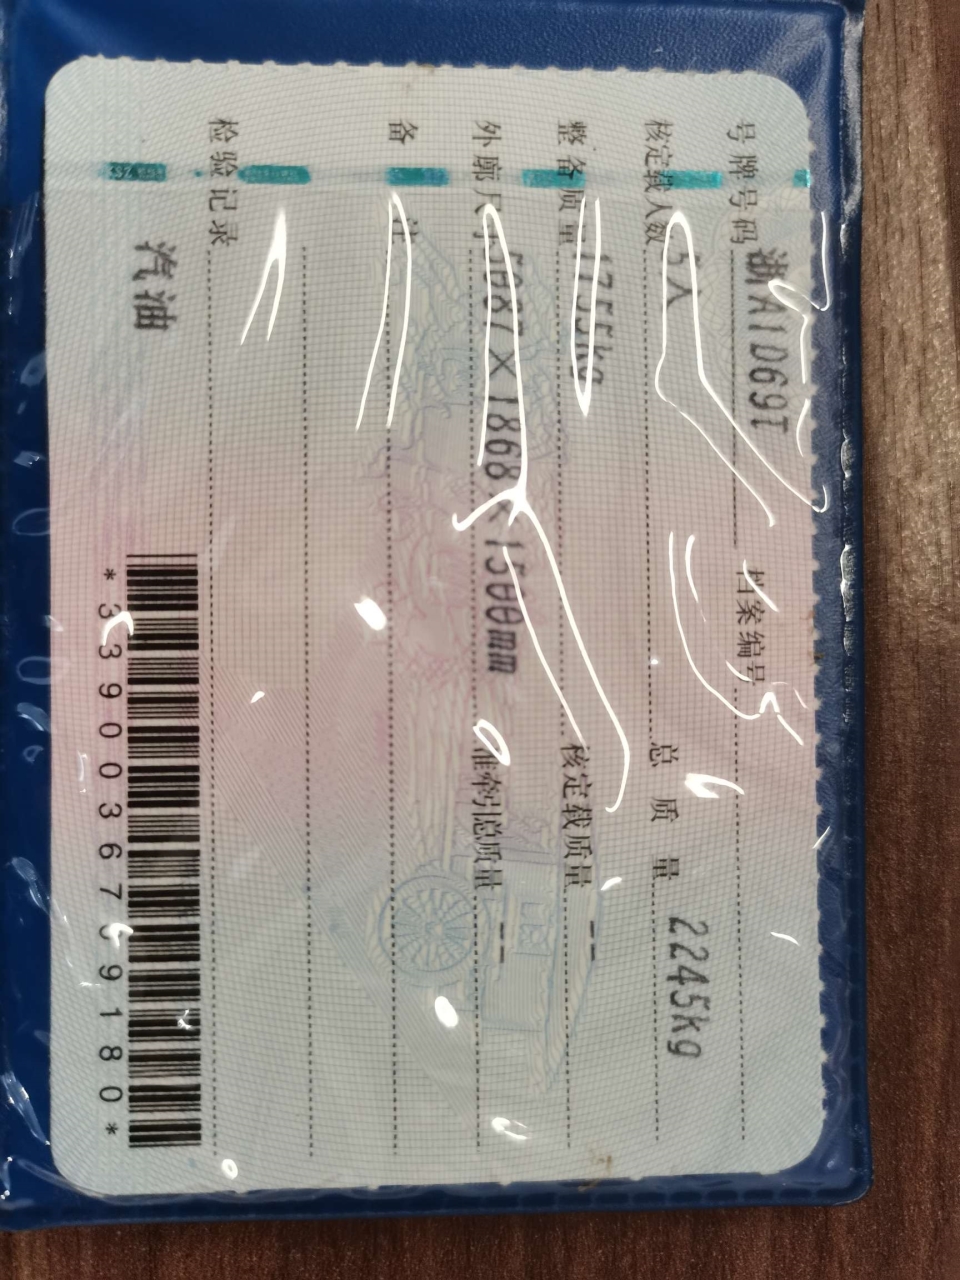 号牌号码 浙A1D69T 档案编号
核定载人数 5人 总质量 2245kg
整备质量 1755kg 核定载质量 --
外廓尺寸 5087×1868×1500mm 准牵引总质量 --
备注
检验记录
汽油
*339003679180*